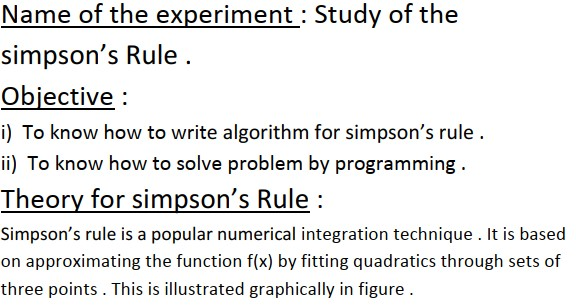 Name of the experiment : Study of the
simpson’s Rule .
Objective :
i)  To know how to write algorithm for simpson’s rule .
ii)  To know how to solve problem by programming .
Theory for simpson’s Rule :
Simpson’s rule is a popular numerical integration technique . It is based
on approximating the function f(x) by fitting quadratics through sets of
three points . This is illustrated graphically in figure .